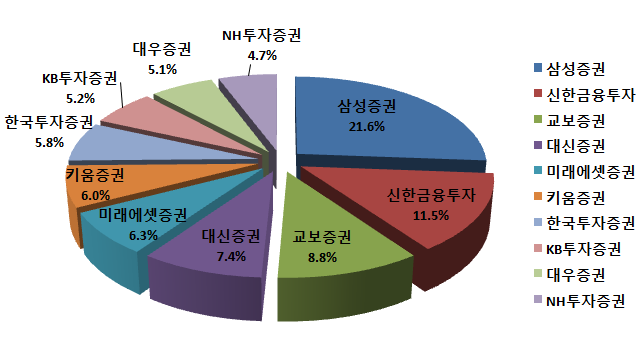 NH투자증권
4.7%
대우증권
5.1%
KB투자증권
5.2%
한국투자증권
5.8%
키움증권
6.0%
미래에셋증권
6.3%
대신증권
7.4%
교보증권
8.8%
신한금융투자
11.5%
삼성증권
21.6%
삼성증권
신한금융투자
교보증권
대신증권
미래에셋증권
키움증권
한국투자증권
KB투자증권
대우증권
NH투자증권